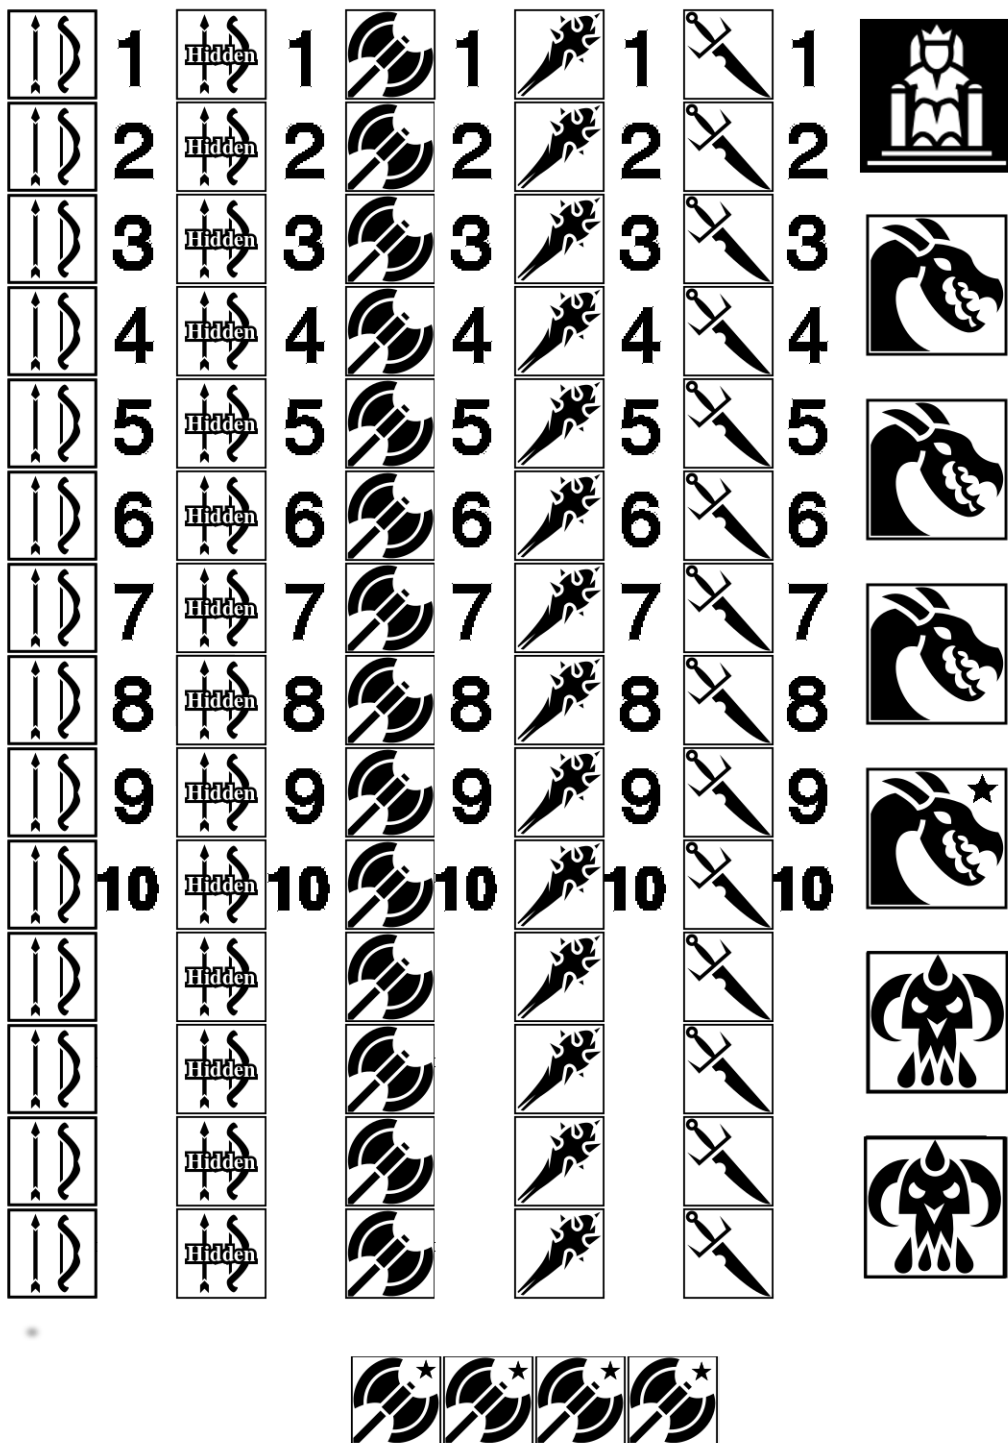 1 Hidden 1 1 1 1
2 Hidden 2 2 2 2
3 Hidden 3 3 3 3
4 Hidden 4 4 4 4
5 Hidden 5 5 5 5
6 Hidden 6 6 6 6
7 Hidden 7 7 7 7
8 Hidden 8 8 8 8
9 Hidden 9 9 9 9
10 Hidden 10 10 10 10
Hidden
Hidden
Hidden
Hidden